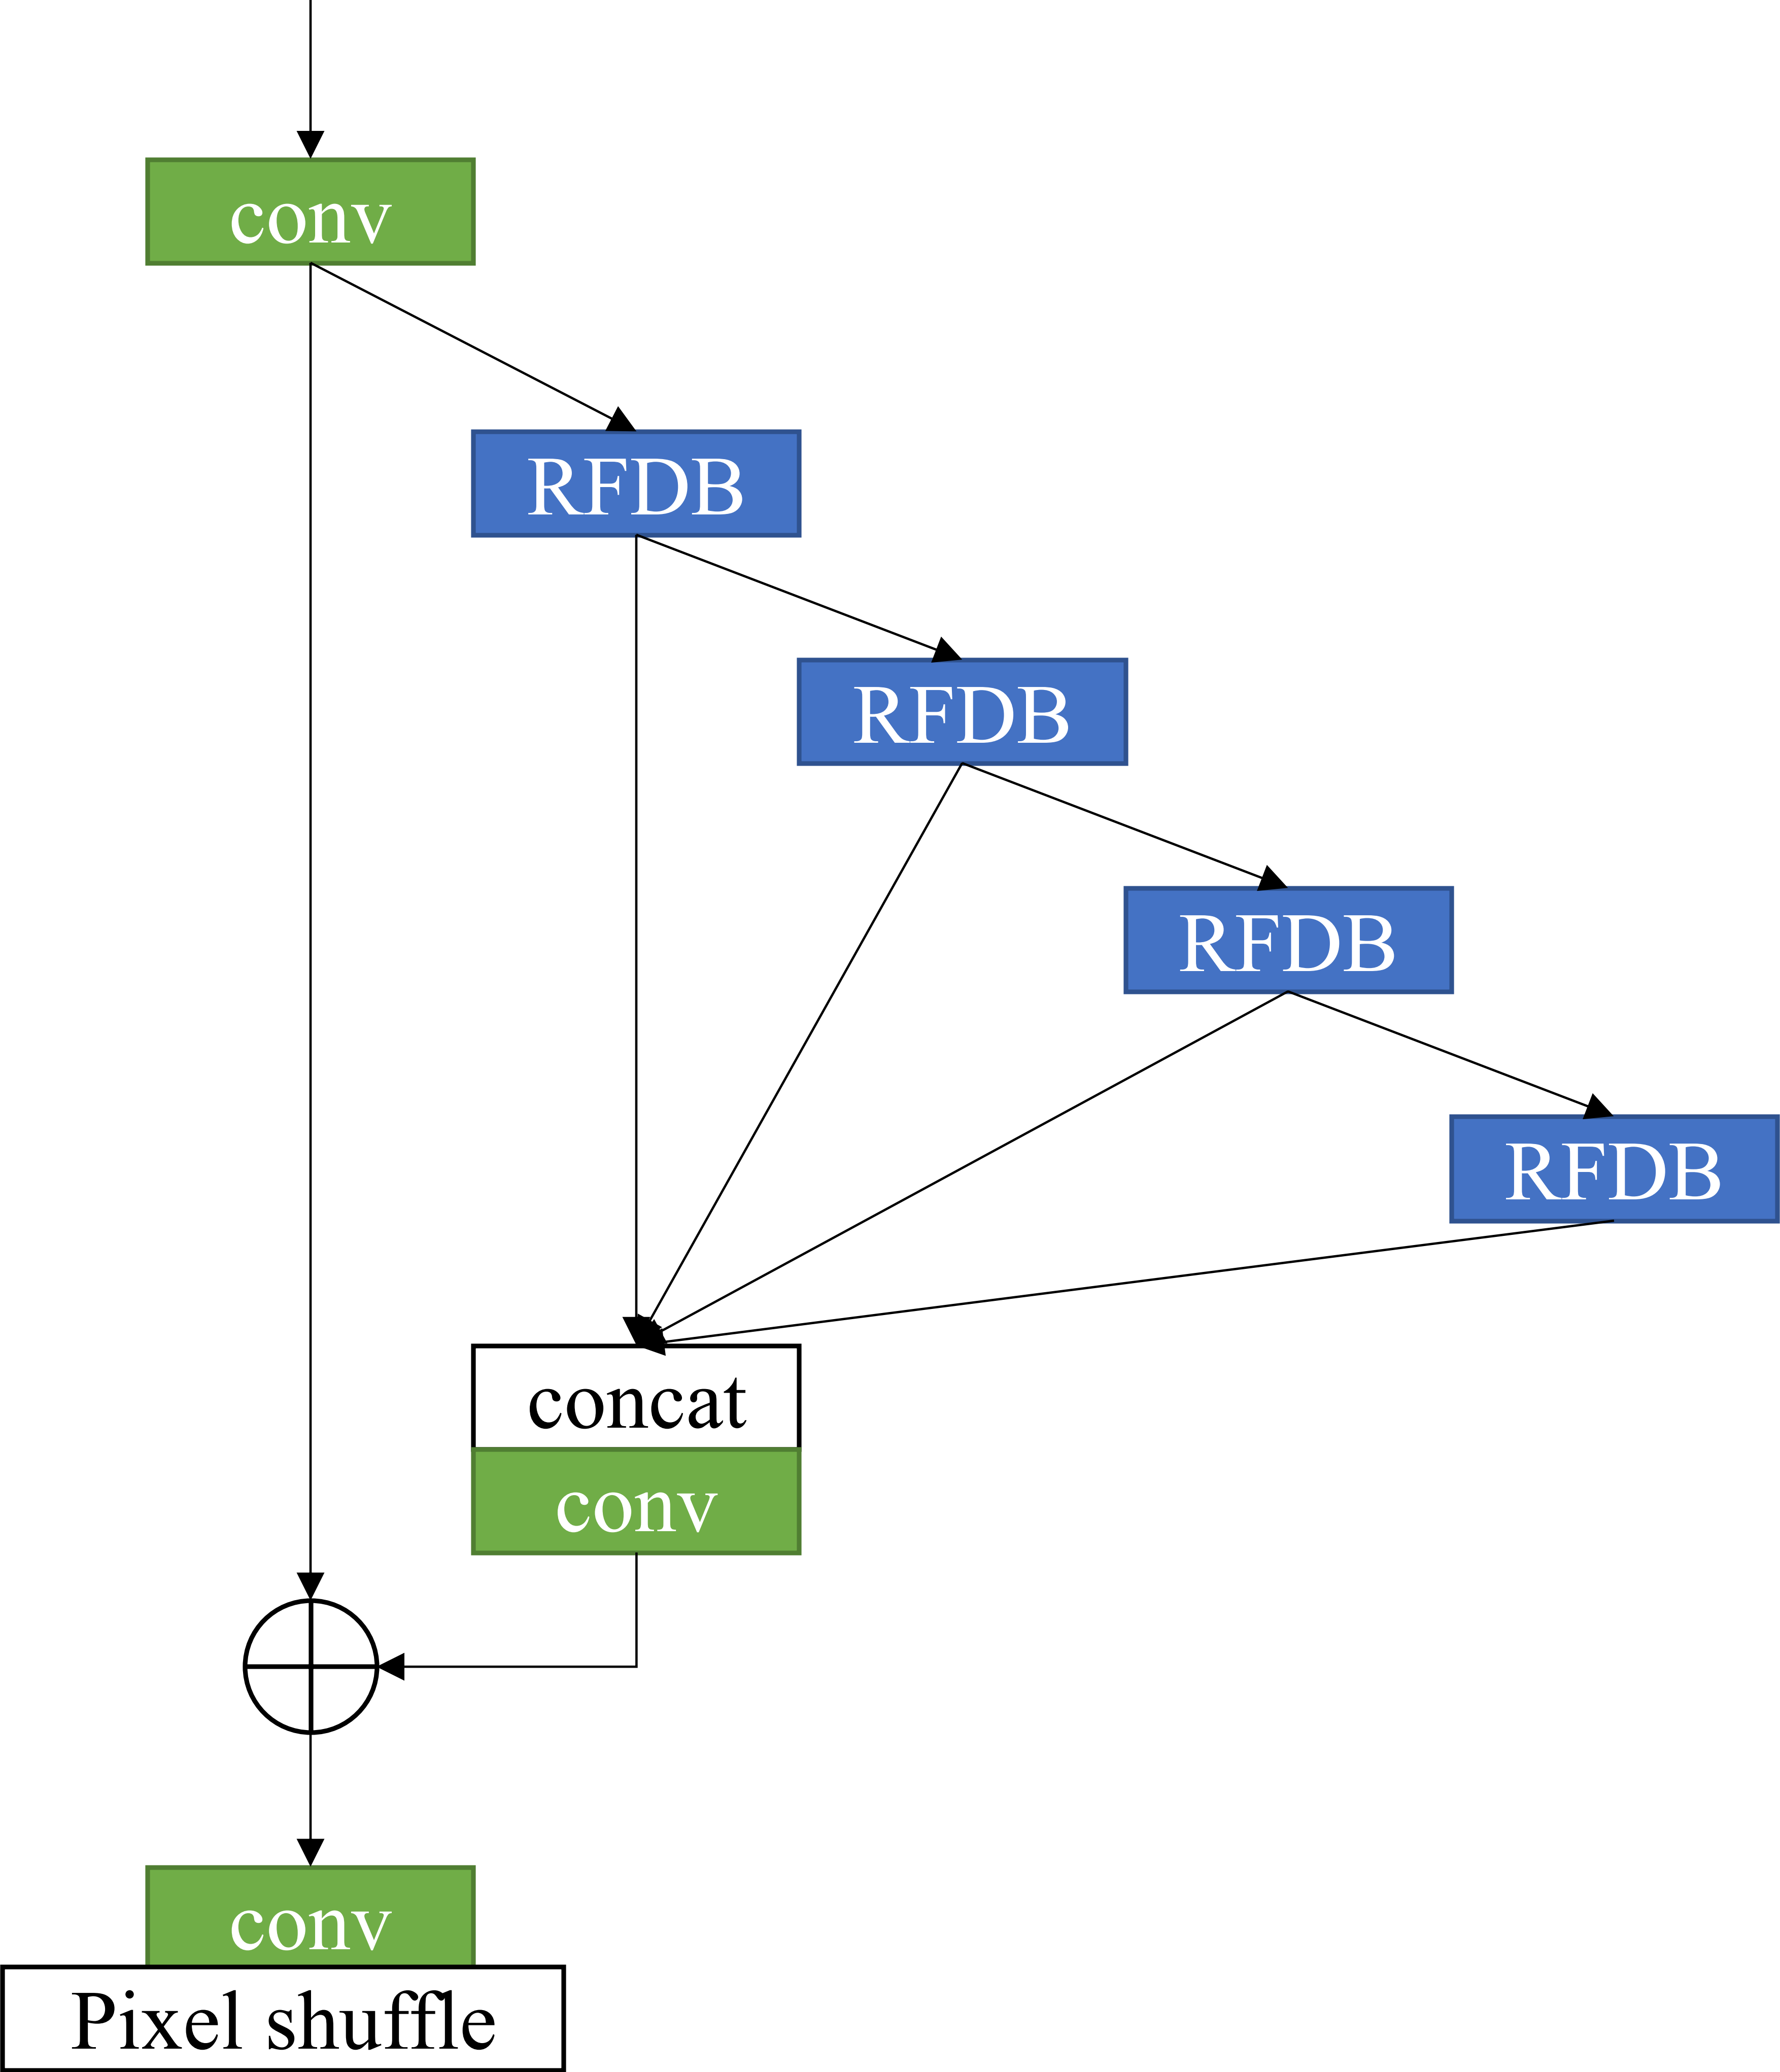 conv
RFDB
RFDB
RFDB
RFDB
concat
conv
conv
Pixel shuffle